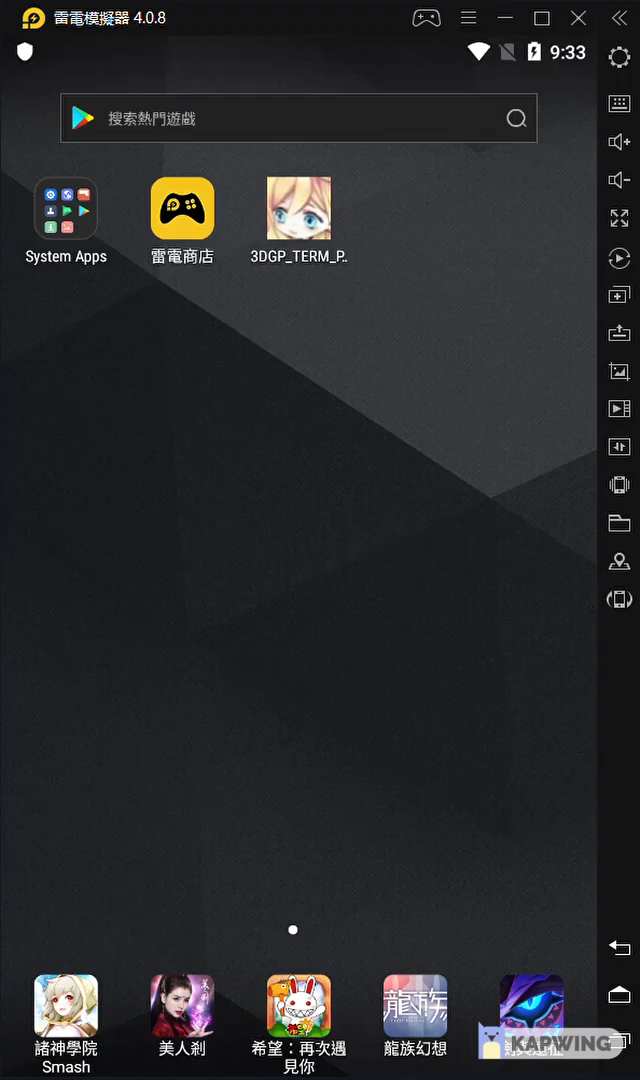 雷電模擬器 4.0.8
9:33
搜索熱門遊戲
System Apps
雷電商店
3DGP_TERM_P..
諸神學院
Smash
美人剎
希望：再次遇
見你
龍族
龍族幻想
KAPWING